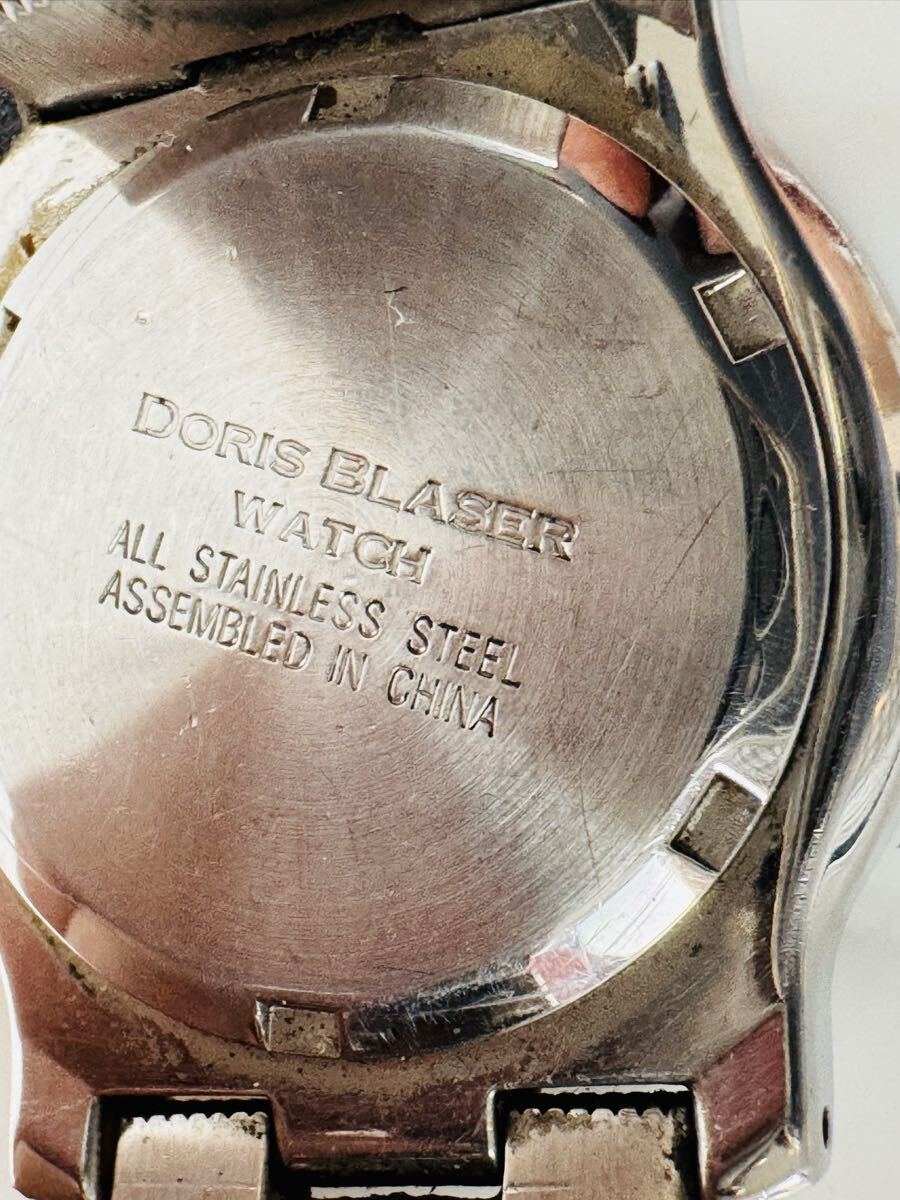 DORIS BLASER
WATCH
ALL STAINLESS STEEL
ASSEMBLED IN CHINA